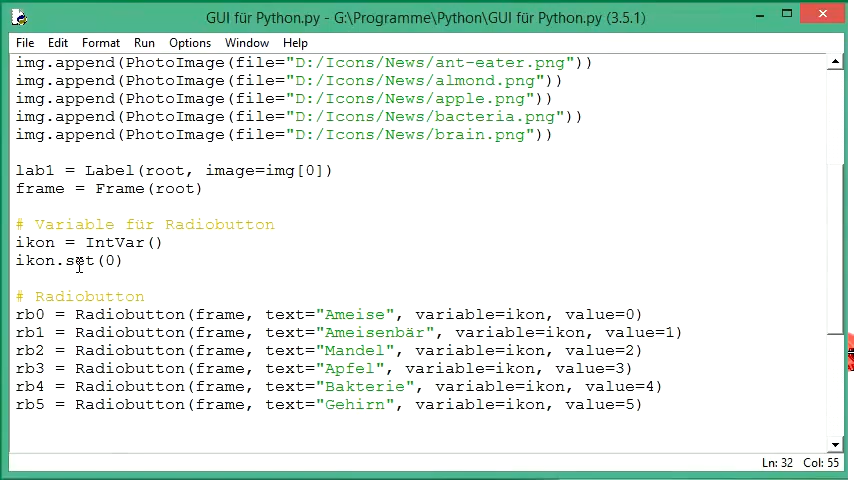 GUI für Python.py - G:\Programme\Python\GUI für Python.py (3.5.1)
File Edit Format Run Options Window Help
img.append(PhotoImage(file="D:/Icons/News/ant-eater.png"))
img.append(PhotoImage(file="D:/Icons/News/almond.png"))
img.append(PhotoImage(file="D:/Icons/News/apple.png"))
img.append(PhotoImage(file="D:/Icons/News/bacteria.png"))
img.append(PhotoImage(file="D:/Icons/News/brain.png"))
lab1 = Label(root, image=img[0])
frame = Frame(root)
# Variable für Radiobutton
ikon = IntVar()
ikon.set(0)
# Radiobutton
rb0 = Radiobutton(frame, text="Ameise", variable=ikon, value=0)
rb1 = Radiobutton(frame, text="Ameisenbär", variable=ikon, value=1)
rb2 = Radiobutton(frame, text="Mandel", variable=ikon, value=2)
rb3 = Radiobutton(frame, text="Apfel", variable=ikon, value=3)
rb4 = Radiobutton(frame, text="Bakterie", variable=ikon, value=4)
rb5 = Radiobutton(frame, text="Gehirn", variable=ikon, value=5)
Ln: 32 Col: 55